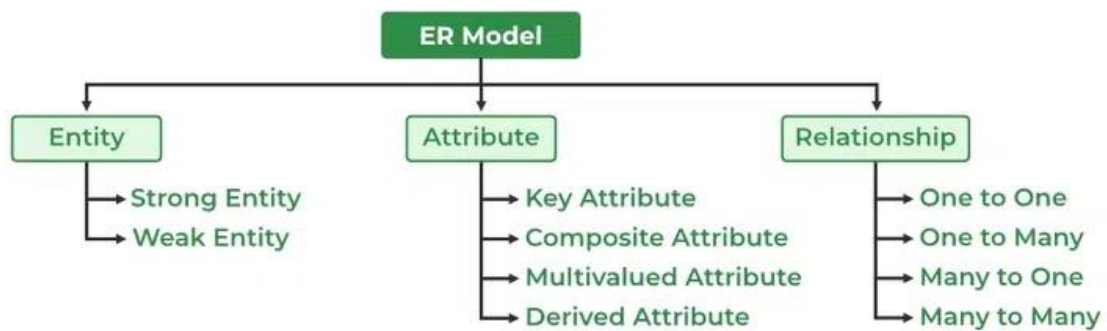 ER Model
Entity
Strong Entity
Weak Entity
Attribute
Key Attribute
Composite Attribute
Multivalued Attribute
Derived Attribute
Relationship
One to One
One to Many
Many to One
Many to Many